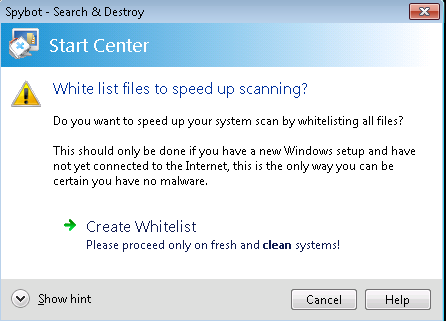 Spybot - Search & Destroy
Start Center
White list files to speed up scanning?
Do you want to speed up your system scan by whitelisting all files?
This should only be done if you have a new Windows setup and have
not yet connected to the Internet, this is the only way you can be
certain you have no malware.
Create Whitelist
Please proceed only on fresh and clean systems!
Show hint
Cancel
Help